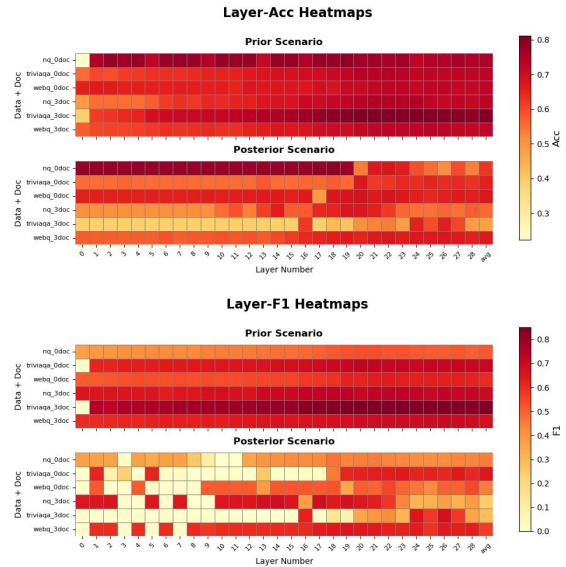 Layer-Acc Heatmaps
Prior Scenario
Data + Doc
nq_0doc
triviaqa_0doc
webq_0doc
nq_3doc
triviaqa_3doc
webq_3doc
Posterior Scenario
Data + Doc
nq_0doc
triviaqa_0doc
webq_0doc
nq_3doc
triviaqa_3doc
webq_3doc
0 1 2 3 4 5 6 7 8 9 10 11 12 13 14 15 16 17 18 19 20 21 22 23 24 25 26 27 28 avg
Layer Number
0.8
0.7
0.6
0.5
0.4
0.3
Acc
Layer-F1 Heatmaps
Prior Scenario
Data + Doc
nq_0doc
triviaqa_0doc
webq_0doc
nq_3doc
triviaqa_3doc
webq_3doc
Posterior Scenario
Data + Doc
nq_0doc
triviaqa_0doc
webq_0doc
nq_3doc
triviaqa_3doc
webq_3doc
0 1 2 3 4 5 6 7 8 9 10 11 12 13 14 15 16 17 18 19 20 21 22 23 24 25 26 27 28 avg
Layer Number
0.8
0.7
0.6
0.5
0.4
0.3
0.2
0.1
0.0
F1